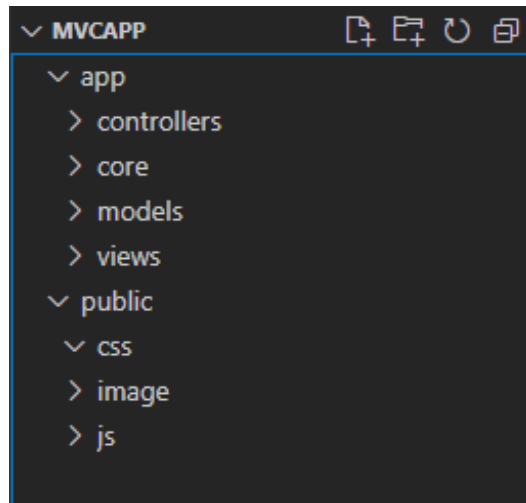 MVCAPP
app
controllers
core
models
views
public
css
image
js